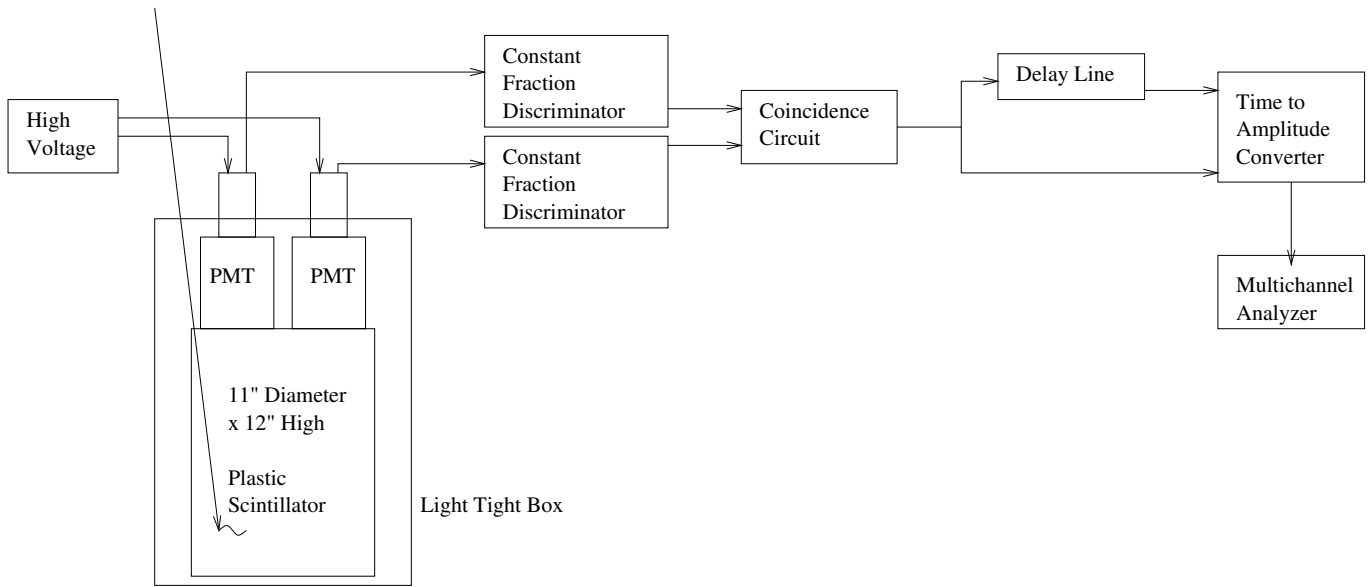 High
Voltage
Constant
Fraction
Discriminator
Constant
Fraction
Discriminator
Coincidence
Circuit
Delay Line
Time to
Amplitude
Converter
Multichannel
Analyzer
PMT
PMT
11" Diameter
x 12" High
Plastic
Scintillator
Light Tight Box